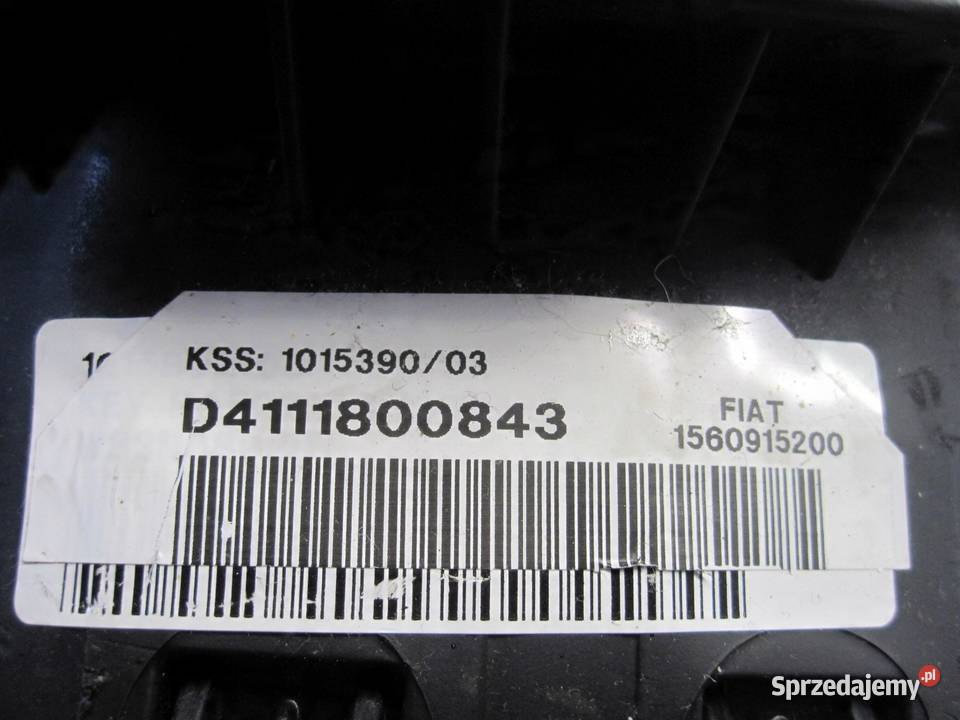 KSS: 1015390/03
D4111800843
FIAT
1560915200
Sprzedajemy.pl